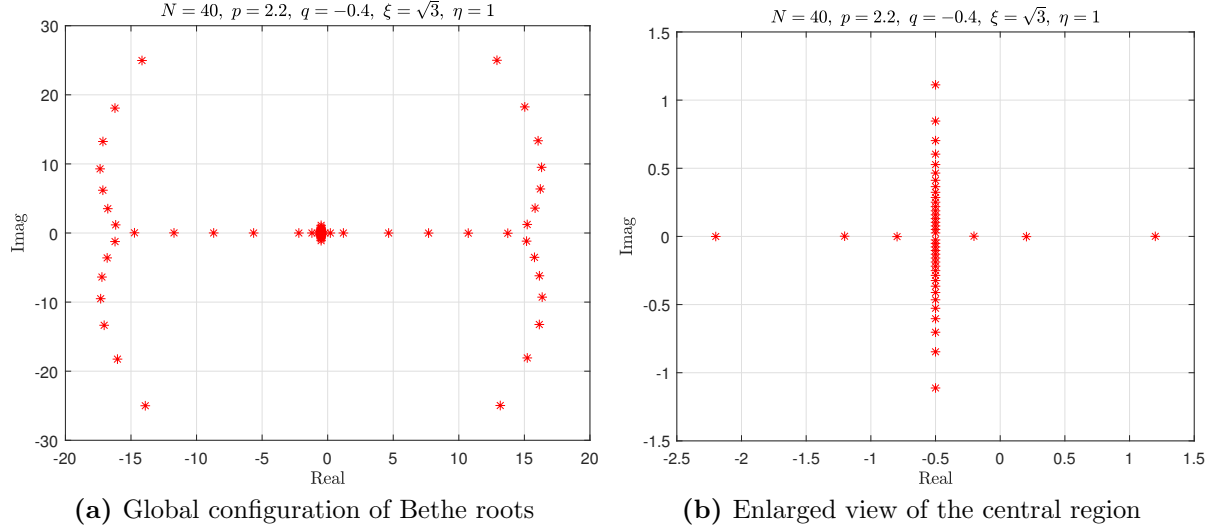 N = 40, p = 2.2, q = −0.4, ξ = √3, η = 1
30
20
10
0
-10
-20
-30
Imag
-20 -15 -10 -5 0 5 10 15 20
Real
(a) Global configuration of Bethe roots
N = 40, p = 2.2, q = −0.4, ξ = √3, η = 1
1.5
1
0.5
0
-0.5
-1
-1.5
Imag
-2.5 -2 -1.5 -1 -0.5 0 0.5 1 1.5
Real
(b) Enlarged view of the central region